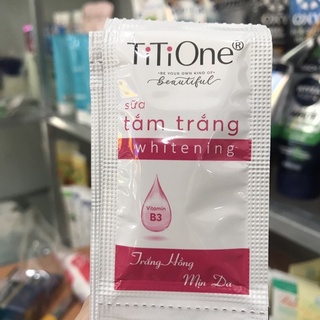 TiTiOne®
•BE YOUR OWN KIND OF•
beautiful
sữa
tắm trắng
whitening
Vitamin
B3
Trắng Hồng
Mịn Da